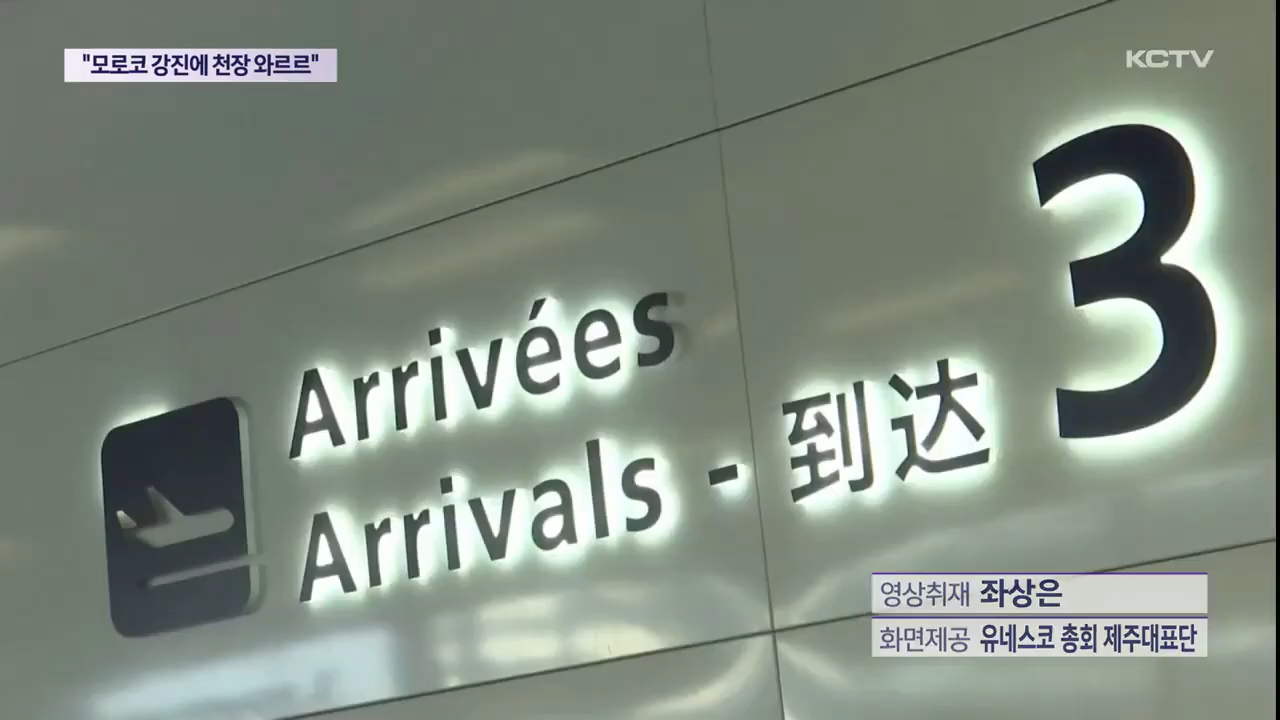 "모로코 강진에 천장 와르르"
KCTV
Arrivées
Arrivals - 到达
3
영상취재 좌상은
화면제공 유네스코 총회 제주대표단